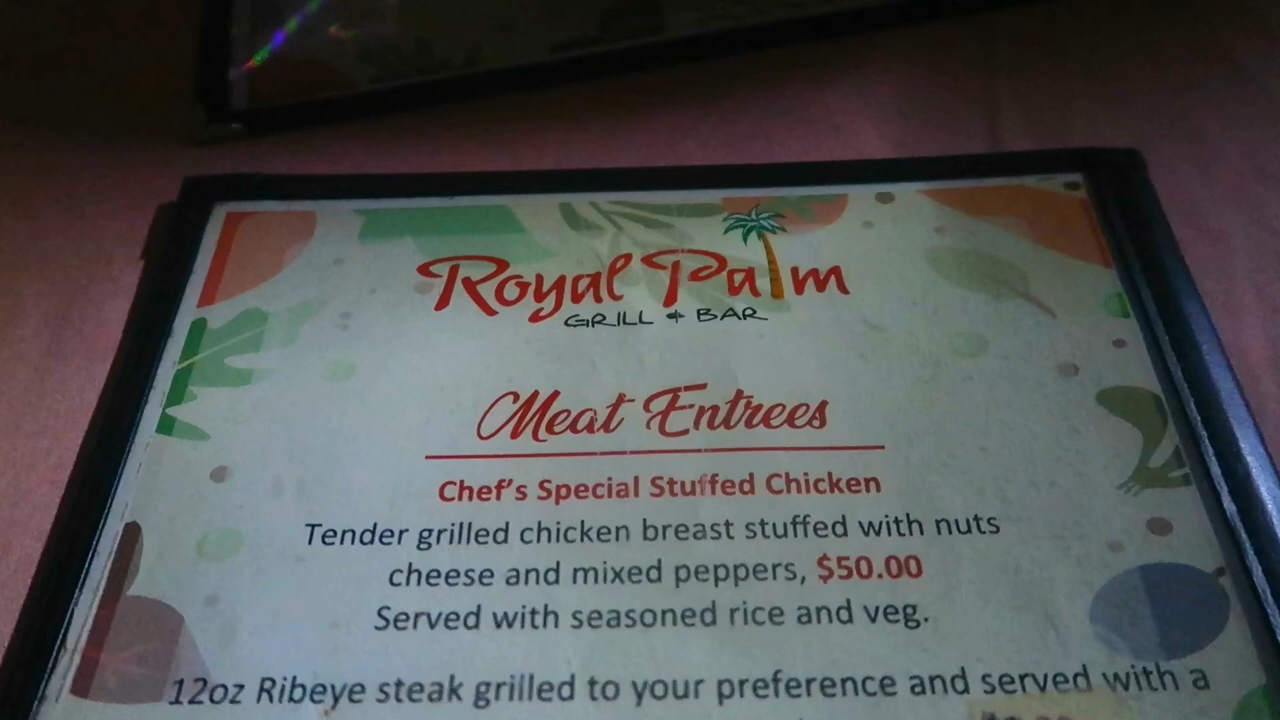 Royal Palm
GRILL & BAR
Meat Entrees
Chef's Special Stuffed Chicken
Tender grilled chicken breast stuffed with nuts
cheese and mixed peppers, $50.00
Served with seasoned rice and veg.
12oz Ribeye steak grilled to your preference and served with a